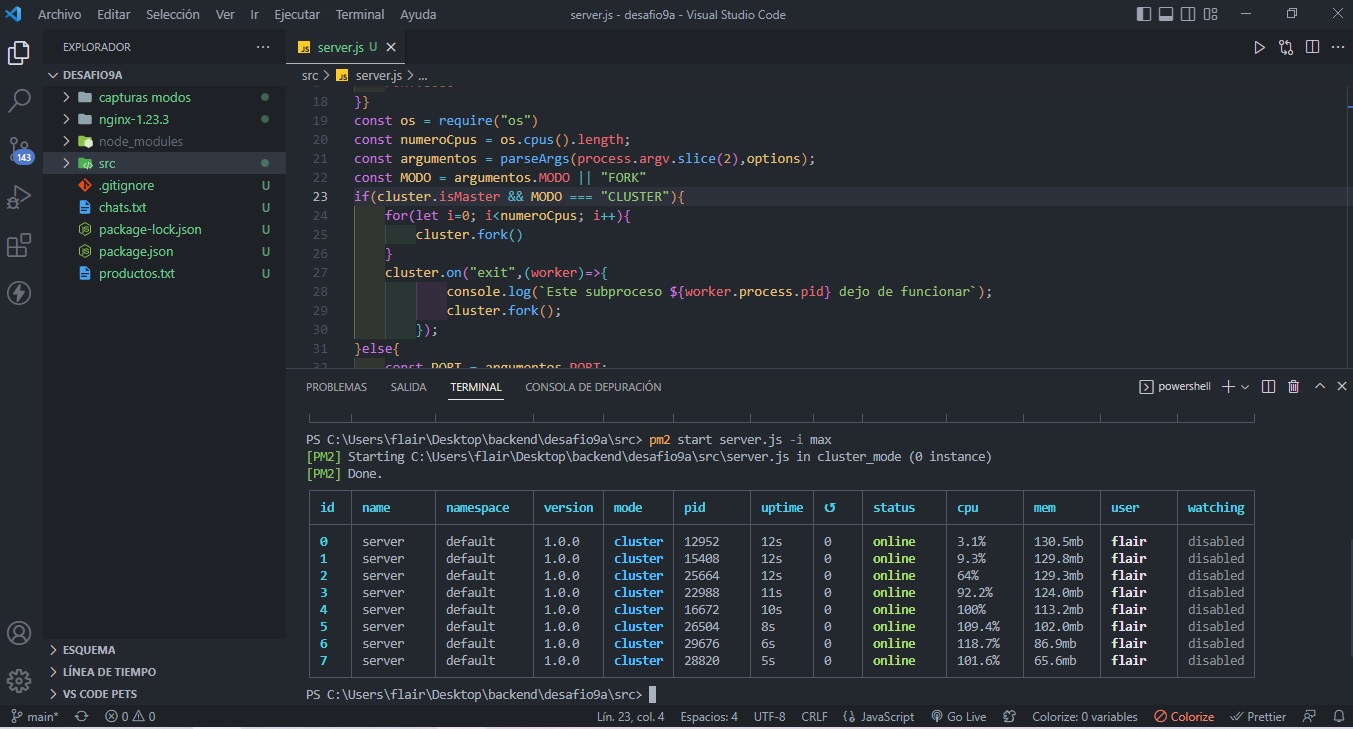 Archivo Editar Selección Ver Ir Ejecutar Terminal Ayuda
server.js - desafio9a - Visual Studio Code
EXPLORADOR ...
DESAFIO9A
capturas modos
nginx-1.23.3
node_modules
src
.gitignore U
chats.txt U
package-lock.json U
package.json U
productos.txt U
143
ESQUEMA
LÍNEA DE TIEMPO
VS CODE PETS
JS server.js U
src > JS server.js > ...
18 }}
19 const os = require("os")
20 const numeroCpus = os.cpus().length;
21 const argumentos = parseArgs(process.argv.slice(2),options);
22 const MODO = argumentos.MODO || "FORK"
23 if(cluster.isMaster && MODO === "CLUSTER"){
24 for(let i=0; i<numeroCpus; i++){
25 cluster.fork()
26 }
27 cluster.on("exit",(worker)=>{
28 console.log(`Este subproceso ${worker.process.pid} dejo de funcionar`);
29 cluster.fork();
30 });
31 }else{
32 const PORT = argumentos.PORT;
PROBLEMAS SALIDA TERMINAL CONSOLA DE DEPURACIÓN
powershell
PS C:\Users\flair\Desktop\backend\desafio9a\src> pm2 start server.js -i max
[PM2] Starting C:\Users\flair\Desktop\backend\desafio9a\src\server.js in cluster_mode (0 instance)
[PM2] Done.
id name namespace version mode pid uptime ↺ status cpu mem user watching
0 server default 1.0.0 cluster 12952 12s 0 online 3.1% 130.5mb flair disabled
1 server default 1.0.0 cluster 15408 12s 0 online 9.3% 129.8mb flair disabled
2 server default 1.0.0 cluster 25664 12s 0 online 64% 129.3mb flair disabled
3 server default 1.0.0 cluster 22988 11s 0 online 92.2% 124.0mb flair disabled
4 server default 1.0.0 cluster 16672 10s 0 online 100% 113.2mb flair disabled
5 server default 1.0.0 cluster 26504 8s 0 online 109.4% 102.0mb flair disabled
6 server default 1.0.0 cluster 29676 6s 0 online 118.7% 86.9mb flair disabled
7 server default 1.0.0 cluster 28820 5s 0 online 101.6% 65.6mb flair disabled
PS C:\Users\flair\Desktop\backend\desafio9a\src>
main* 0 0 Lín. 23, col. 4 Espacios: 4 UTF-8 CRLF JavaScript Go Live Colorize: 0 variables Colorize Prettier